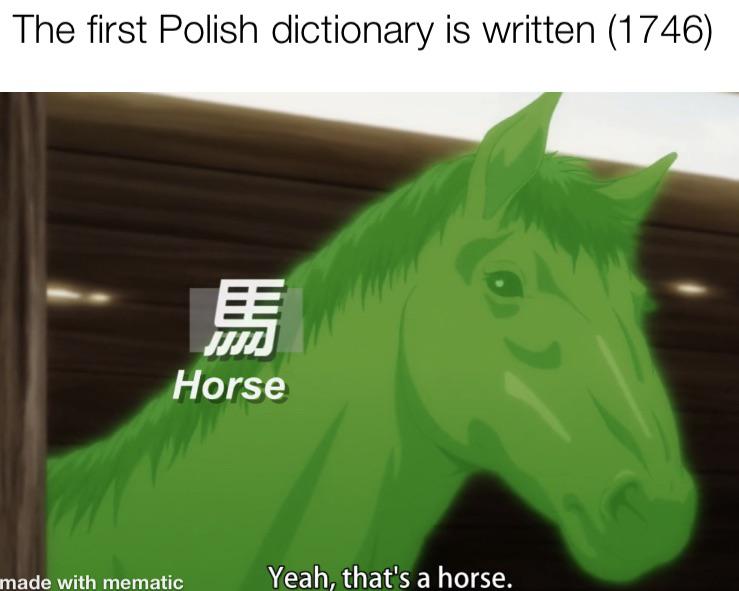 The first Polish dictionary is written (1746)
馬
Horse
Yeah, that's a horse.
made with mematic